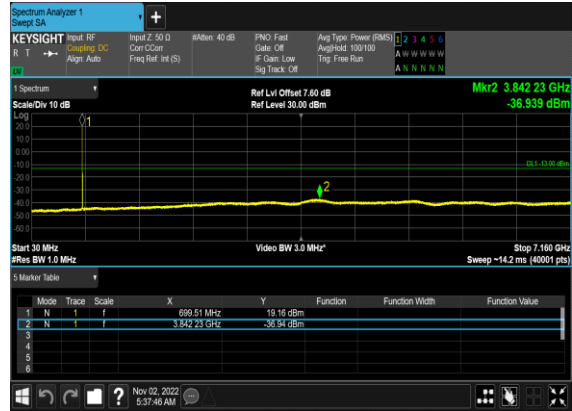 Spectrum Analyzer 1
Swept SA
+
KEYSIGHT Input: RF Input Z: 50 Ω #Atten: 40 dB PNO: Fast Avg Type: Power (RMS) 1 2 3 4 5 6
R T Coupling: DC Corr CCorr Gate: Off Avg|Hold: 100/100 A W W W W W
Align: Auto Freq Ref: Int (S) IF Gain: Low Trig: Free Run
Sig Track: Off A N N N N N
1 Spectrum Ref Lvl Offset 7.60 dB Mkr2 3.842 23 GHz
Scale/Div 10 dB Ref Level 30.00 dBm -36.939 dBm
Log
20.0
10.0
0.00
-10.0 DL1 -13.00 dBm
-20.0
-30.0
-40.0
-50.0
-60.0
1
2
Start 30 MHz Video BW 3.0 MHz* Stop 7.160 GHz
#Res BW 1.0 MHz Sweep ~14.2 ms (40001 pts)
5 Marker Table
Mode Trace Scale X Y Function Function Width Function Value
1 N 1 f 699.51 MHz 19.16 dBm
2 N 1 f 3.842 23 GHz -36.94 dBm
3
4
5
6
? Nov 02, 2022
5:37:46 AM